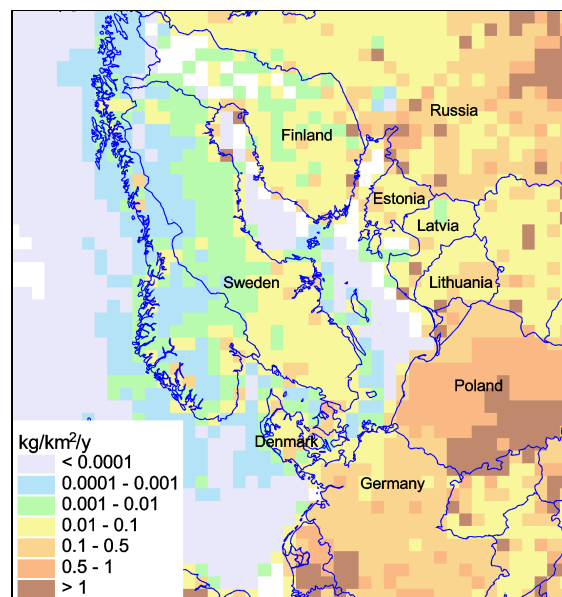 Russia
Finland
Estonia
Latvia
Sweden
Lithuania
Poland
Denmark
Germany
kg/km²/y
< 0.0001
0.0001 - 0.001
0.001 - 0.01
0.01 - 0.1
0.1 - 0.5
0.5 - 1
> 1